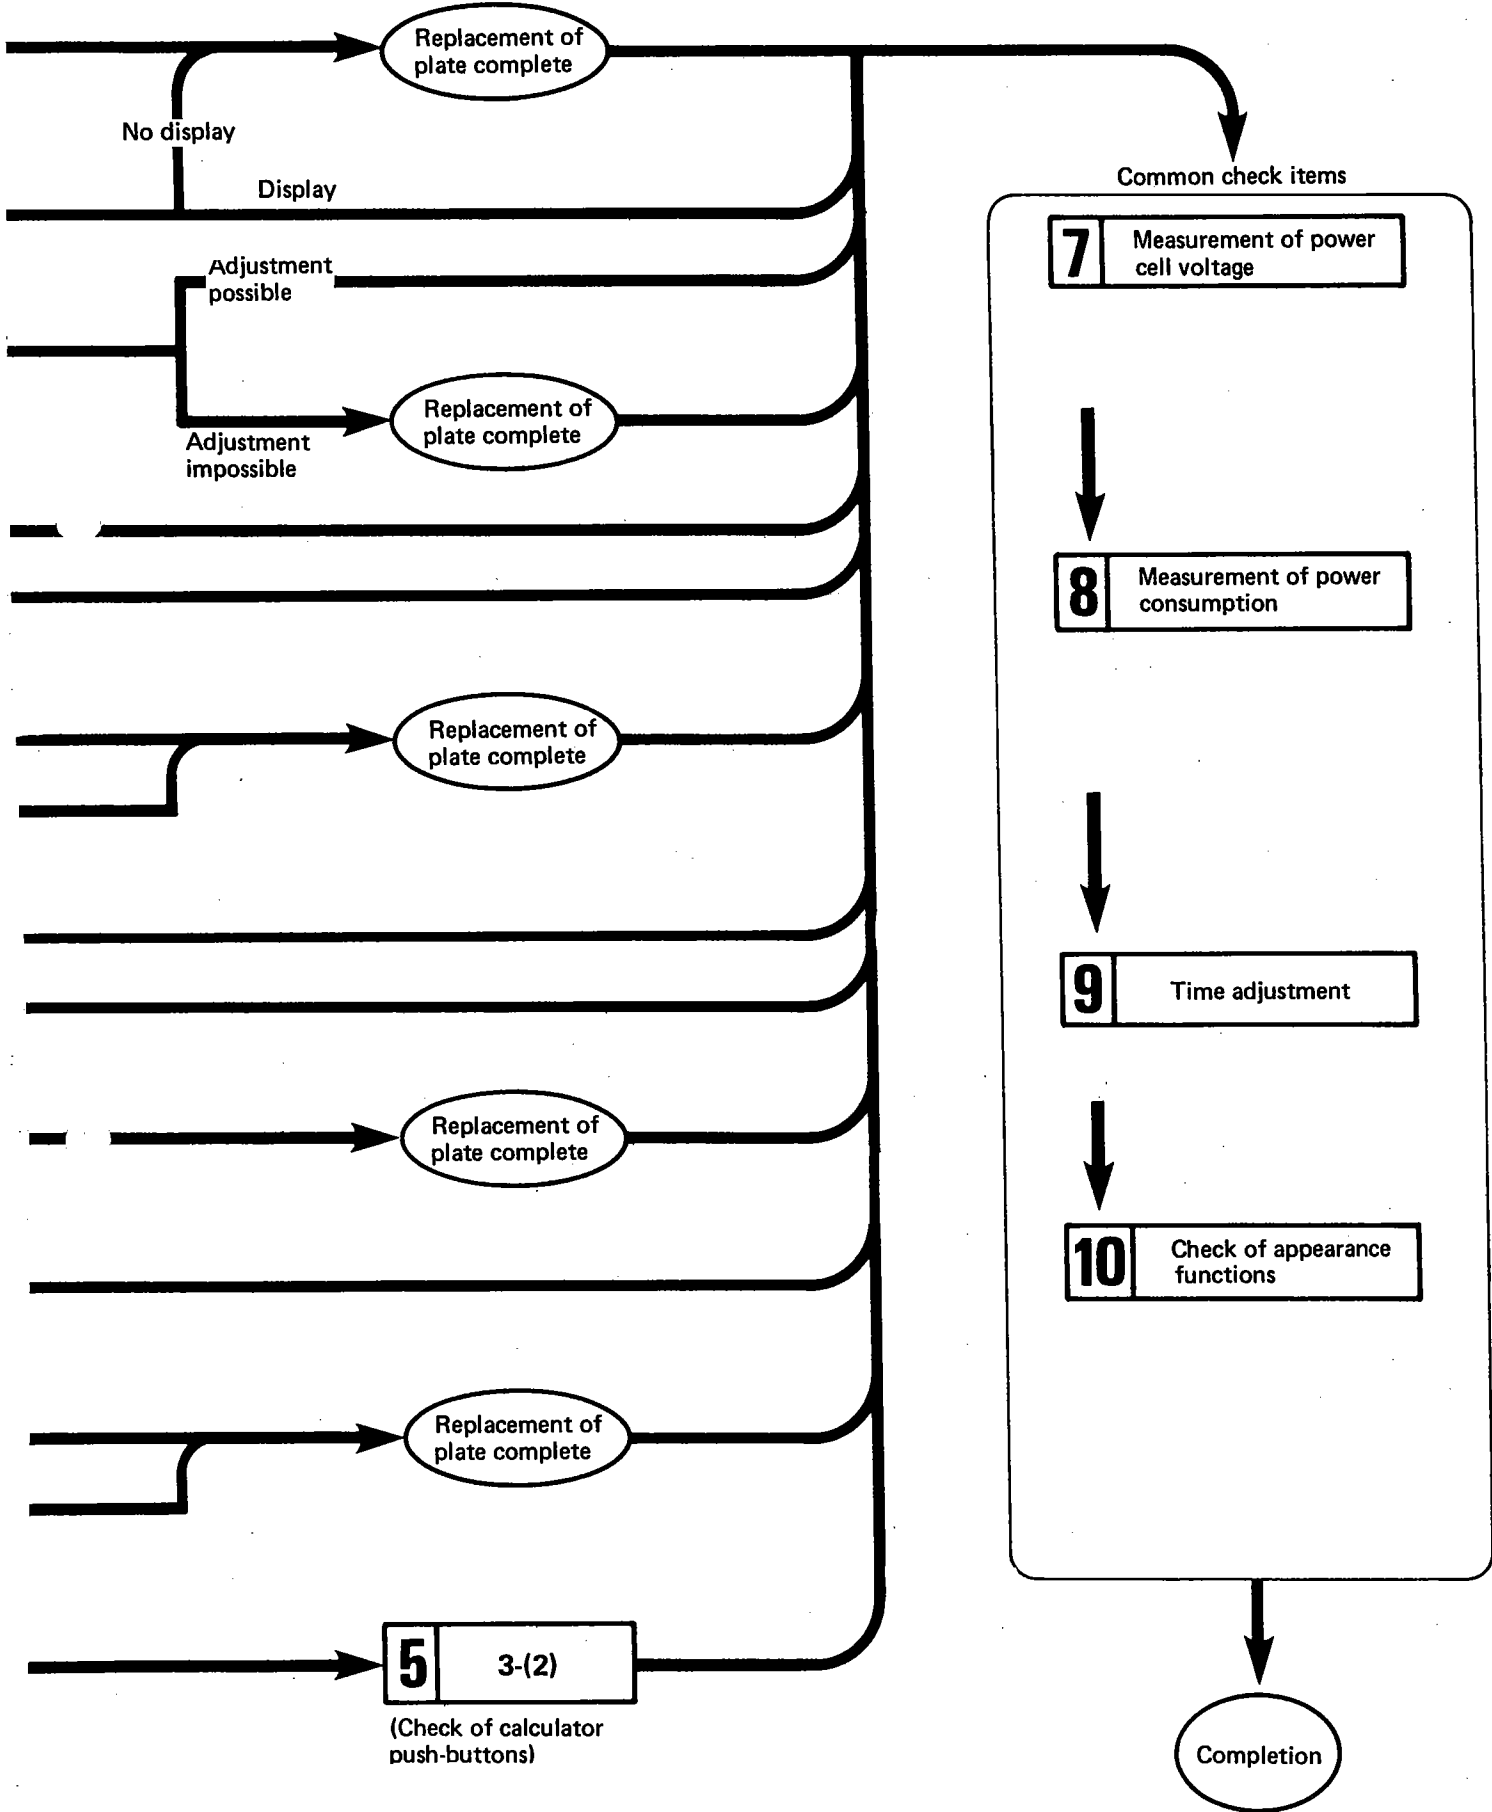 Replacement of
plate complete
No display
Display
Adjustment
possible
Replacement of
plate complete
Adjustment
impossible
Replacement of
plate complete
Replacement of
plate complete
Replacement of
plate complete
5 3-(2)
(Check of calculator
push-buttons)
Common check items
7 Measurement of power
cell voltage
8 Measurement of power
consumption
9 Time adjustment
10 Check of appearance
functions
Completion